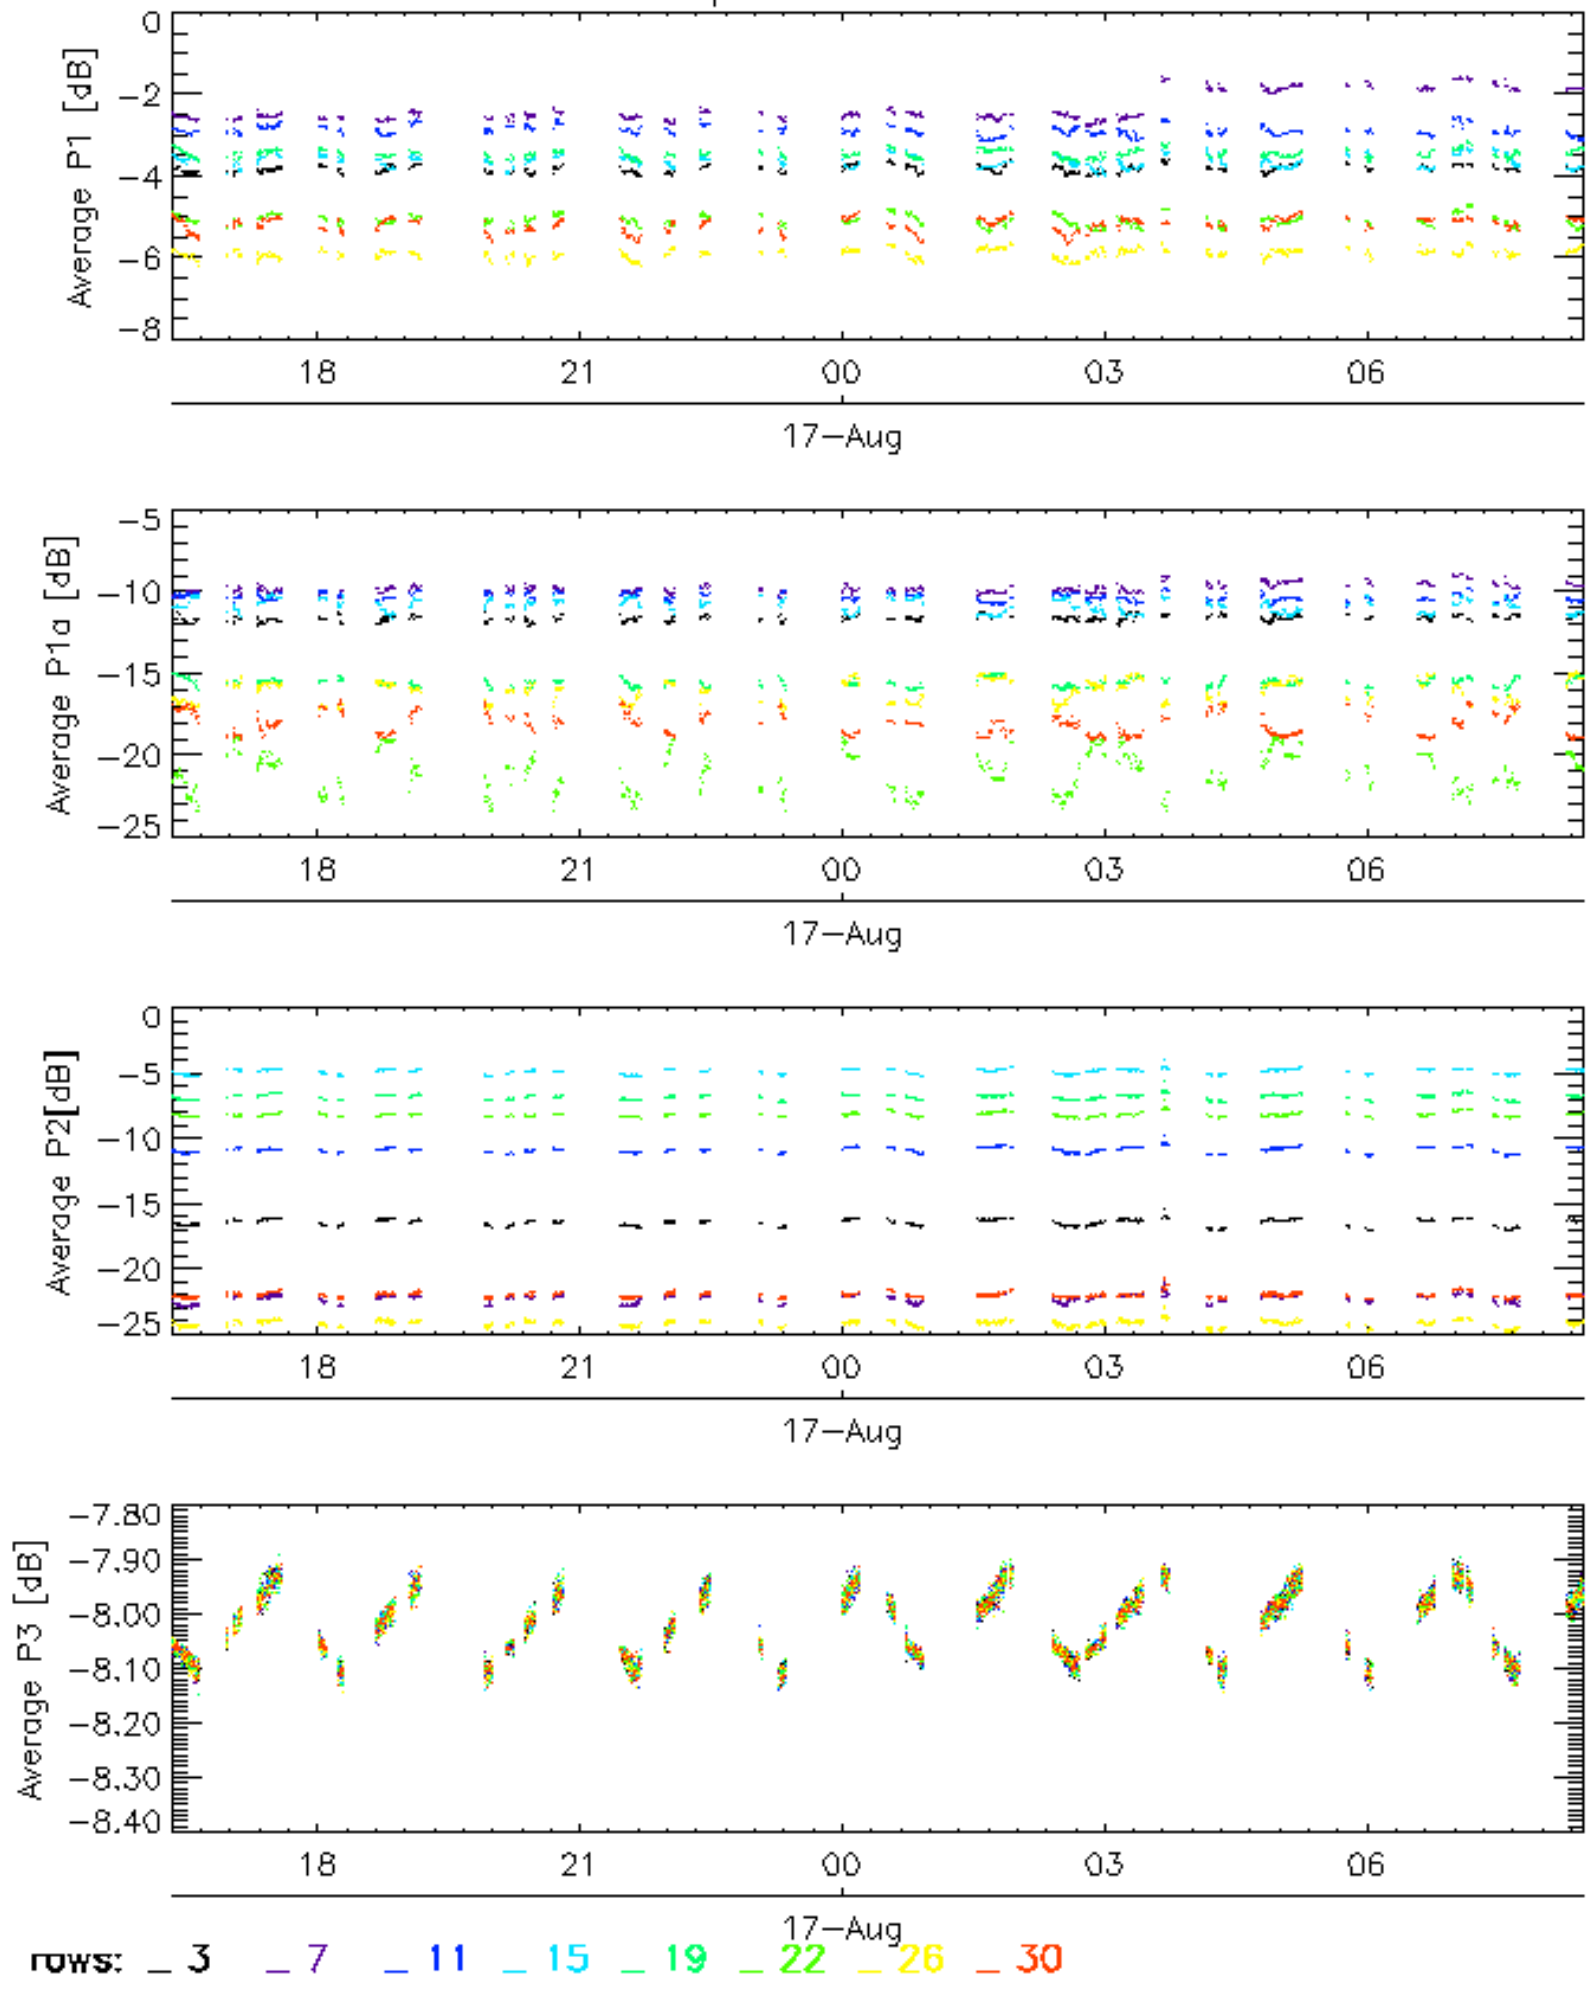 Average P1 [dB]
0
-2
-4
-6
-8
18 21 00 03 06
17-Aug
Average P1a [dB]
-5
-10
-15
-20
-25
18 21 00 03 06
17-Aug
Average P2[dB]
0
-5
-10
-15
-20
-25
18 21 00 03 06
17-Aug
Average P3 [dB]
-7.80
-7.90
-8.00
-8.10
-8.20
-8.30
-8.40
18 21 00 03 06
17-Aug
rows: _ 3 _ 7 _ 11 _ 15 _ 19 _ 22 _ 26 _ 30